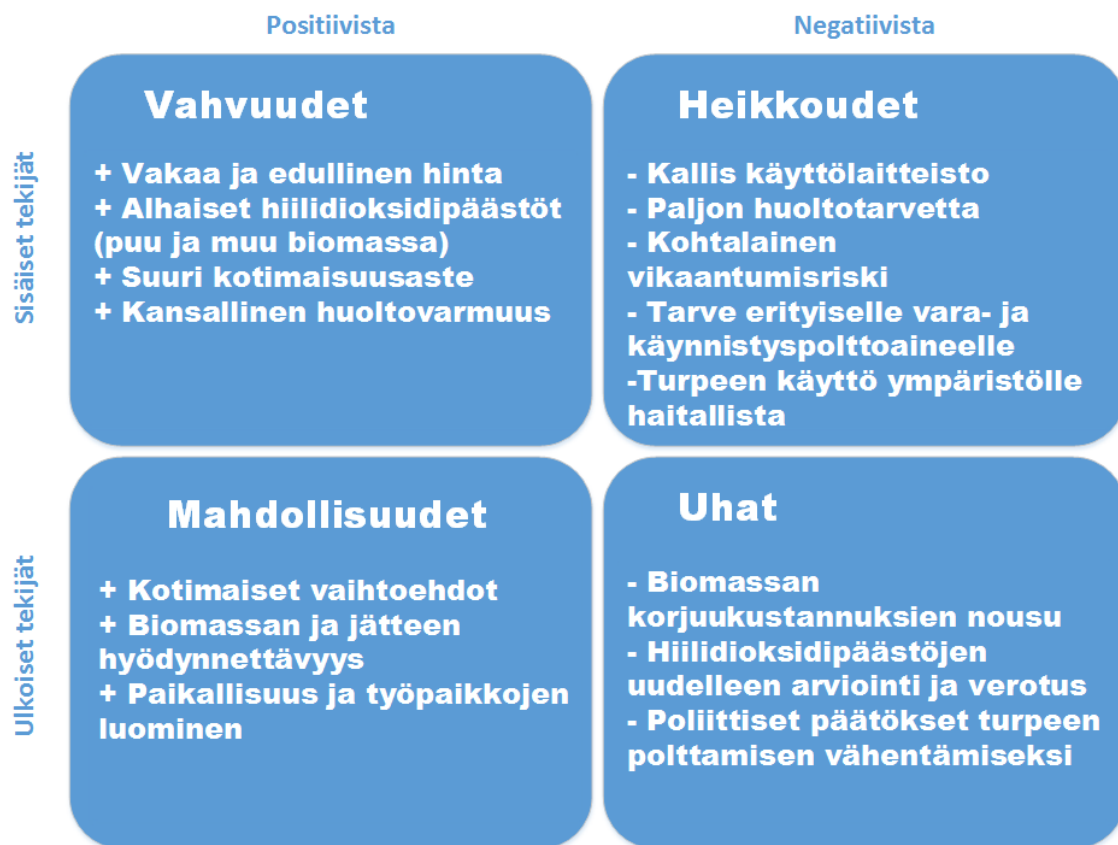 Positiivista
Negatiivista
Sisäiset tekijät
Vahvuudet
+ Vakaa ja edullinen hinta
+ Alhaiset hiilidioksidipäästöt
(puu ja muu biomassa)
+ Suuri kotimaisuusaste
+ Kansallinen huoltovarmuus
Heikkoudet
- Kallis käyttölaitteisto
- Paljon huoltotarvetta
- Kohtalainen
vikaantumisriski
- Tarve erityiselle vara- ja
käynnistyspolttoaineelle
-Turpeen käyttö ympäristölle
haitallista
Ulkoiset tekijät
Mahdollisuudet
+ Kotimaiset vaihtoehdot
+ Biomassan ja jätteen
hyödynnettävyys
+ Paikallisuus ja työpaikkojen
luominen
Uhat
- Biomassan
korjuukustannuksien nousu
- Hiilidioksidipäästöjen
uudelleen arviointi ja verotus
- Poliittiset päätökset turpeen
polttamisen vähentämiseksi